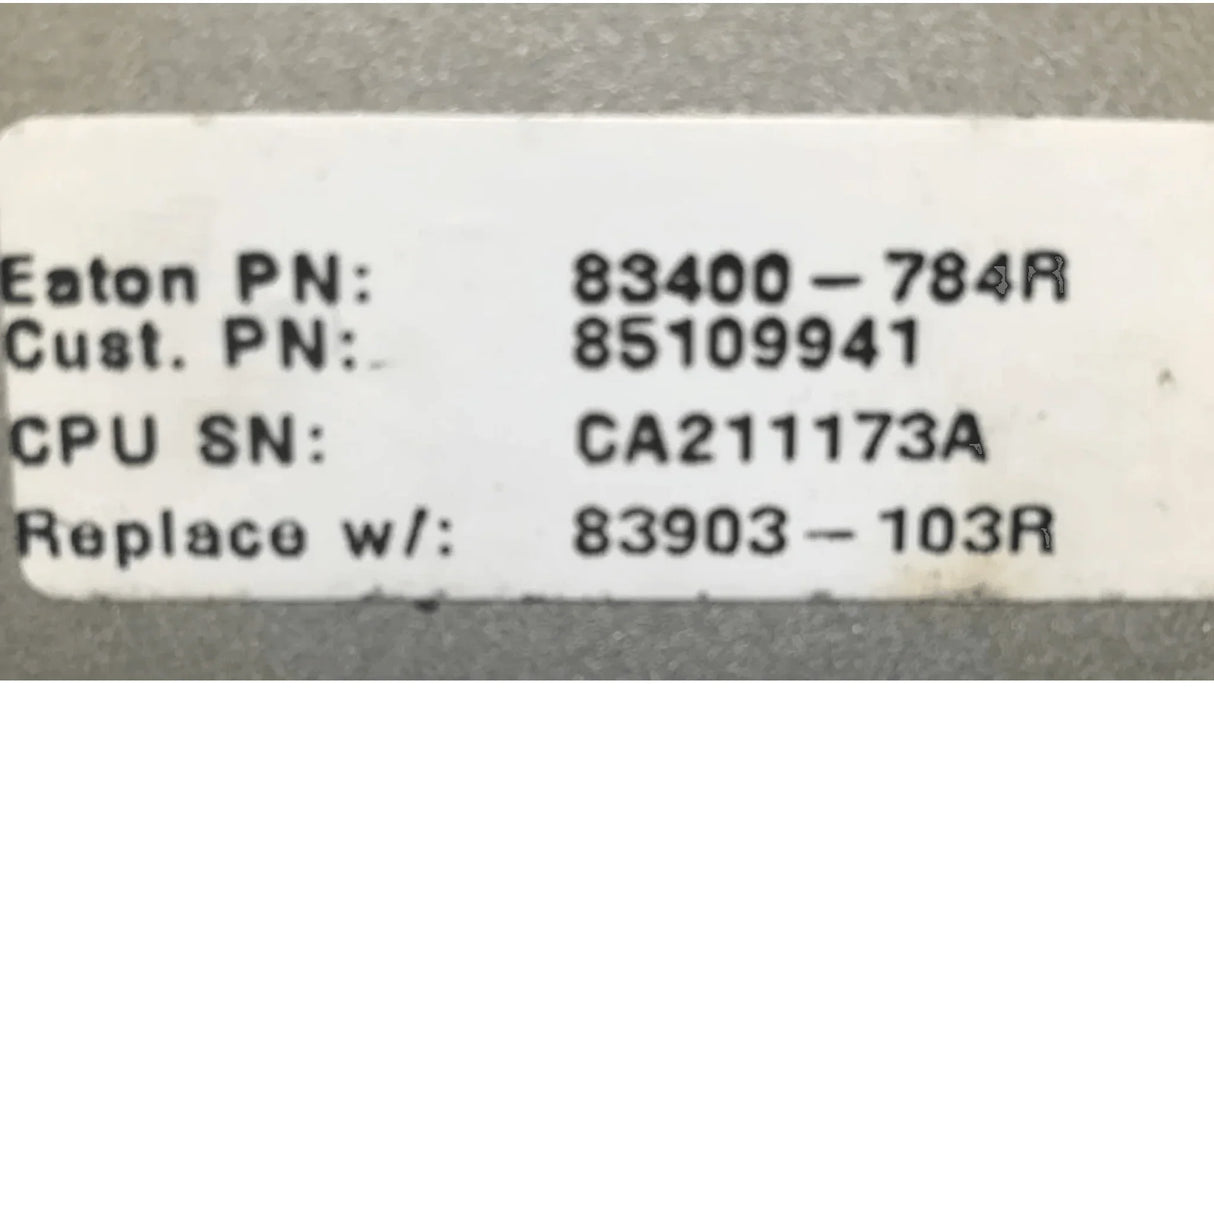 Eaton PN: 83400-784R
Cust. PN: 85109941
CPU SN: CA211173A
Replace w/: 83903-103R